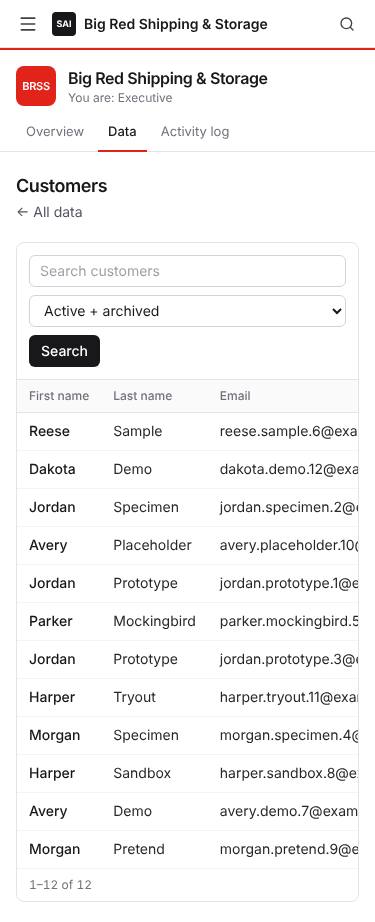 SAI Big Red Shipping & Storage
BRSS
Big Red Shipping & Storage
You are: Executive
Overview Data Activity log
Customers
← All data
Search customers
Active + archived
Search
First name Last name Email
Reese Sample reese.sample.6@exa
Dakota Demo dakota.demo.12@exa
Jordan Specimen jordan.specimen.2@e
Avery Placeholder avery.placeholder.10@
Jordan Prototype jordan.prototype.1@e
Parker Mockingbird parker.mockingbird.5
Jordan Prototype jordan.prototype.3@e
Harper Tryout harper.tryout.11@exa
Morgan Specimen morgan.specimen.4@
Harper Sandbox harper.sandbox.8@e
Avery Demo avery.demo.7@exam
Morgan Pretend morgan.pretend.9@e
1–12 of 12